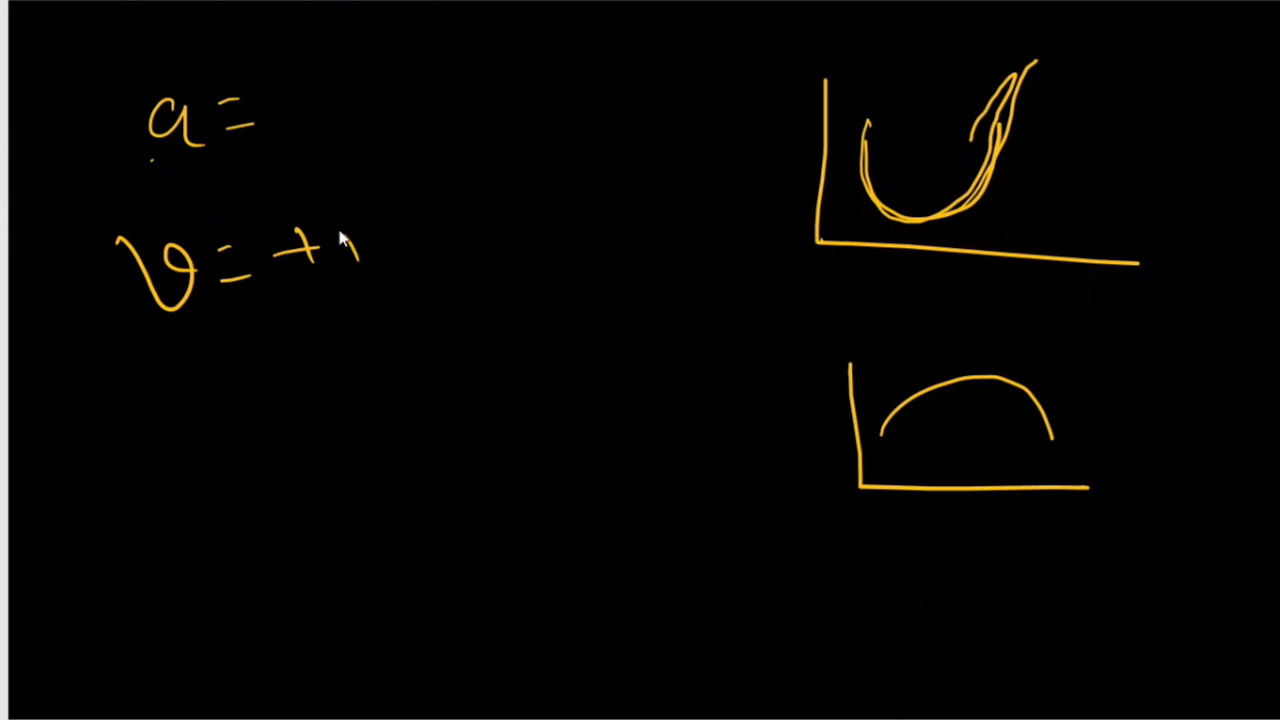 a =
v = +